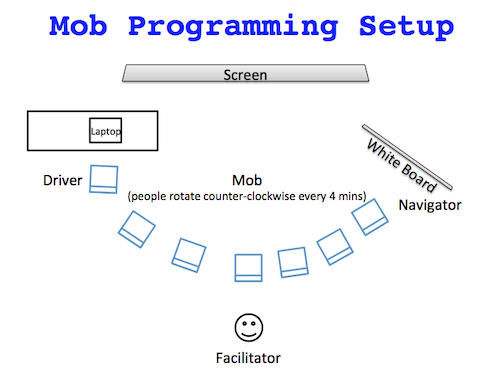 Mob Programming Setup
Screen
Laptop
White Board
Driver
Mob
(people rotate counter-clockwise every 4 mins)
Navigator
Facilitator